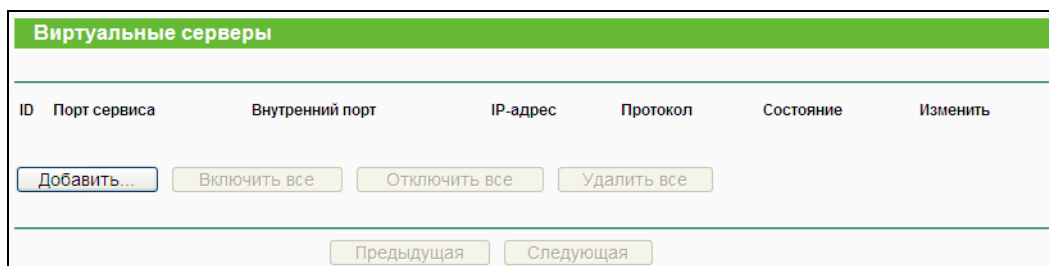 Виртуальные серверы
ID Порт сервиса Внутренний порт IP-адрес Протокол Состояние Изменить
Добавить... Включить все Отключить все Удалить все
Предыдущая Следующая